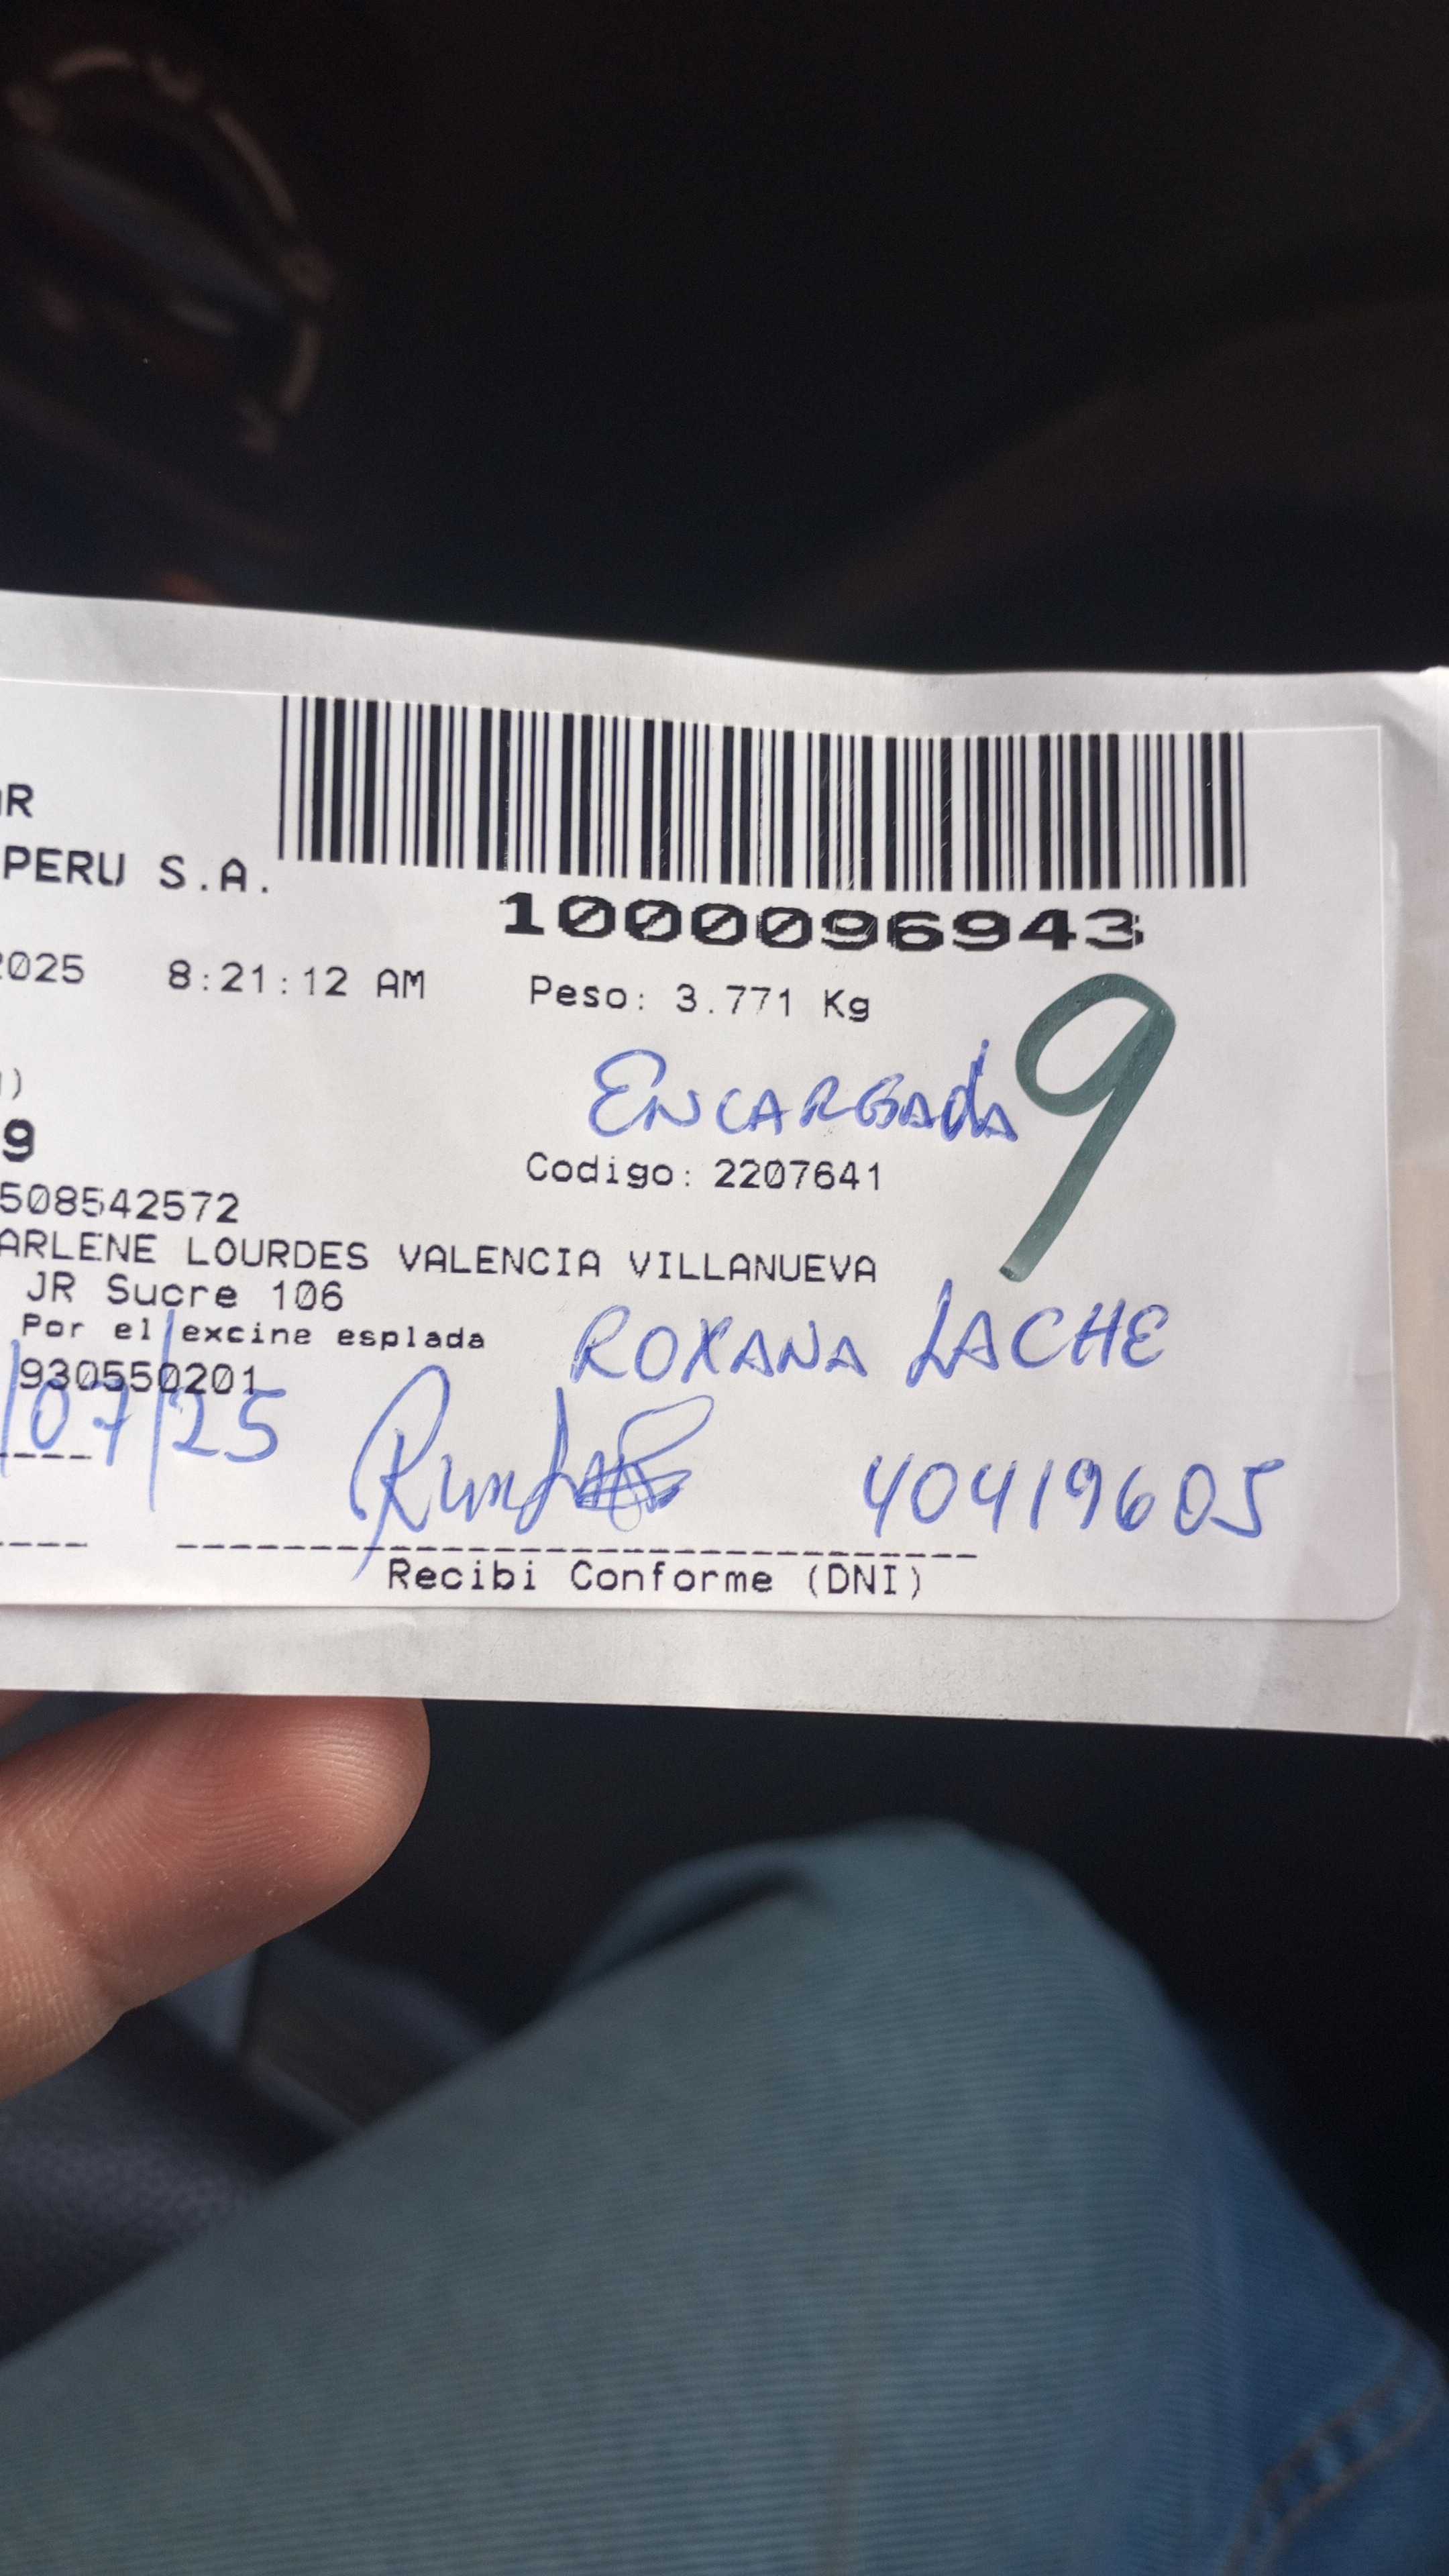 R
PERU S.A.
1000096943
2025 8:21:12 AM Peso: 3.771 Kg
9
ENCARGADA
)
9
Codigo: 2207641
508542572
ARLENE LOURDES VALENCIA VILLANUEVA
JR Sucre 106
Por el excine esplada
ROXANA LACHE
930550201
/07/25
40419605
Recibi Conforme (DNI)